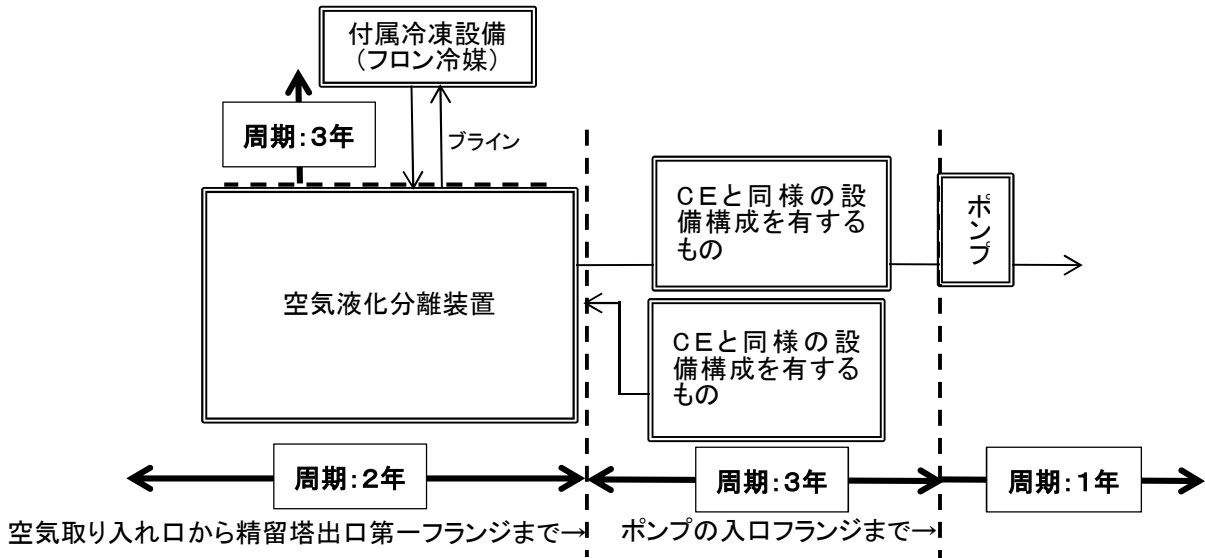 付属冷凍設備
(フロン冷媒)
周期:3年
ブライン
CEと同様の設
備構成を有する
もの
ポンプ
空気液化分離装置
CEと同様の設
備構成を有する
もの
周期:2年
周期:3年
周期:1年
空気取り入れ口から精留塔出口第一フランジまで→
ポンプの入口フランジまで→